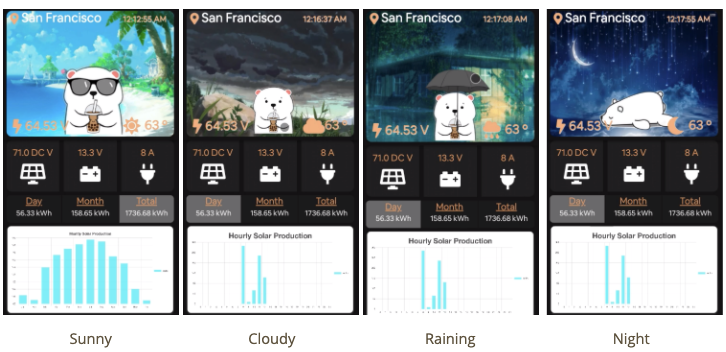 San Francisco 12:12:55 AM
64.53 V 63 °
71.0 DC V 13.3 V 8 A
Day Month Total
56.33 kWh 158.65 kWh 1736.68 kWh
Hourly Solar Production
Sunny
San Francisco 12:16:37 AM
64.53 V 63°
71.0 DC V 13.3 V 8 A
Day Month Total
56.33 kWh 158.65 kWh 1736.68 kWh
Hourly Solar Production
Cloudy
San Francisco 12:17:08 AM
64.53 V 63 °
71.0 DC V 13.3 V 8 A
Day Month Total
56.33 kWh 158.65 kWh 1736.68 kWh
Hourly Solar Production
Raining
San Francisco 12:17:55 AM
64.53 V 63 °
71.0 DC V 13.3 V 8 A
Day Month Total
56.33 kWh 158.65 kWh 1736.68 kWh
Hourly Solar Production
Night